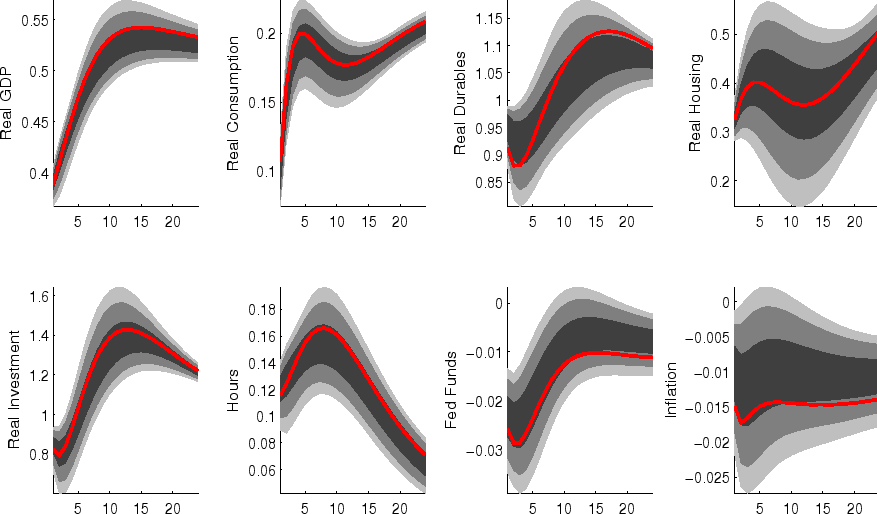 Real GDP
0.55
0.5
0.45
0.4
5 10 15 20
Real Consumption
0.2
0.15
0.1
5 10 15 20
Real Durables
1.15
1.1
1.05
1
0.95
0.9
0.85
5 10 15 20
Real Housing
0.5
0.4
0.3
0.2
5 10 15 20
Real Investment
1.6
1.4
1.2
1
0.8
5 10 15 20
Hours
0.18
0.16
0.14
0.12
0.1
0.08
0.06
5 10 15 20
Fed Funds
0
−0.01
−0.02
−0.03
5 10 15 20
Inflation
0
−0.005
−0.01
−0.015
−0.02
−0.025
5 10 15 20